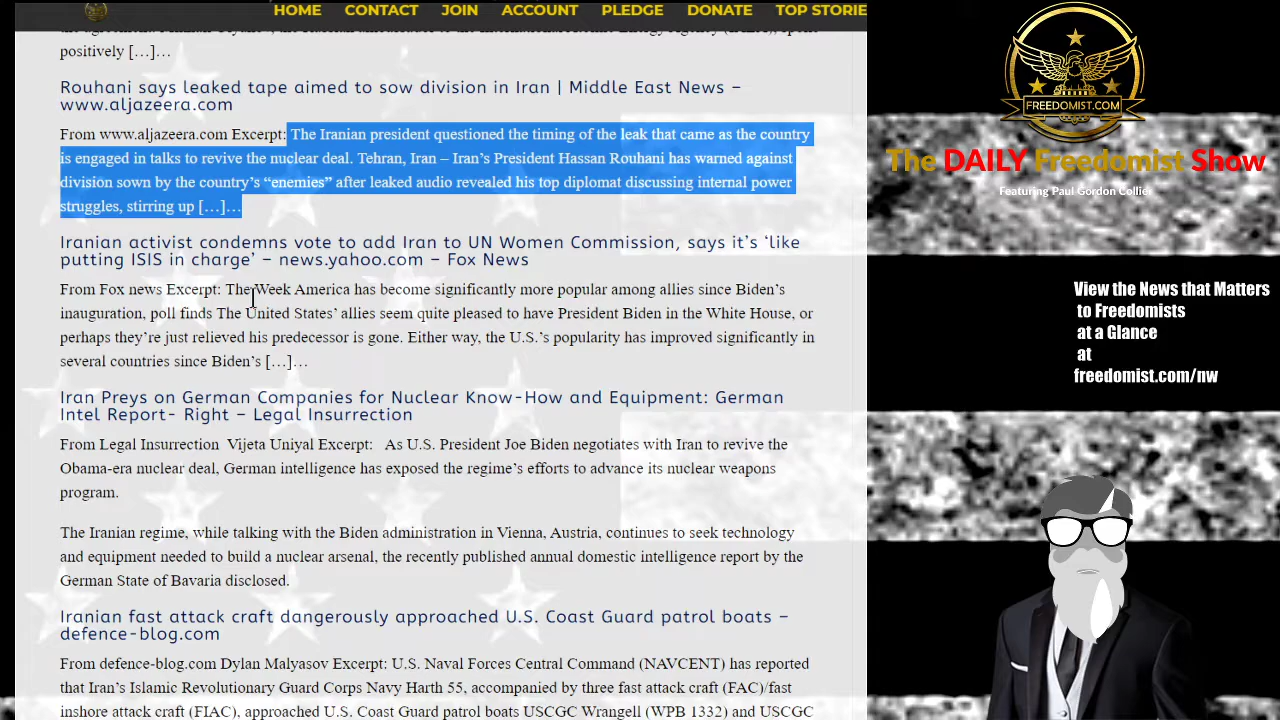 HOME CONTACT JOIN ACCOUNT PLEDGE DONATE TOP STORIE
positively […]…
Rouhani says leaked tape aimed to sow division in Iran | Middle East News –
www.aljazeera.com
From www.aljazeera.com Excerpt: The Iranian president questioned the timing of the leak that came as the country
is engaged in talks to revive the nuclear deal. Tehran, Iran – Iran’s President Hassan Rouhani has warned against
division sown by the country’s “enemies” after leaked audio revealed his top diplomat discussing internal power
struggles, stirring up […]…
Iranian activist condemns vote to add Iran to UN Women Commission, says it’s ‘like
putting ISIS in charge’ – news.yahoo.com – Fox News
From Fox news Excerpt: The Week America has become significantly more popular among allies since Biden’s
inauguration, poll finds The United States’ allies seem quite pleased to have President Biden in the White House, or
perhaps they’re just relieved his predecessor is gone. Either way, the U.S.’s popularity has improved significantly in
several countries since Biden’s […]…
Iran Preys on German Companies for Nuclear Know-How and Equipment: German
Intel Report- Right – Legal Insurrection
From Legal Insurrection Vijeta Uniyal Excerpt: As U.S. President Joe Biden negotiates with Iran to revive the
Obama-era nuclear deal, German intelligence has exposed the regime’s efforts to advance its nuclear weapons
program.
The Iranian regime, while talking with the Biden administration in Vienna, Austria, continues to seek technology
and equipment needed to build a nuclear arsenal, the recently published annual domestic intelligence report by the
German State of Bavaria disclosed.
Iranian fast attack craft dangerously approached U.S. Coast Guard patrol boats –
defence-blog.com
From defence-blog.com Dylan Malyasov Excerpt: U.S. Naval Forces Central Command (NAVCENT) has reported
that Iran’s Islamic Revolutionary Guard Corps Navy Harth 55, accompanied by three fast attack craft (FAC)/fast
inshore attack craft (FIAC), approached U.S. Coast Guard patrol boats USCGC Wrangell (WPB 1332) and USCGC
FREEDOMIST.COM
The DAILY Freedomist Show
Featuring Paul Gordon Collie
View the News that Matters
to Freedomists
at a Glance
at
freedomist.com/nw